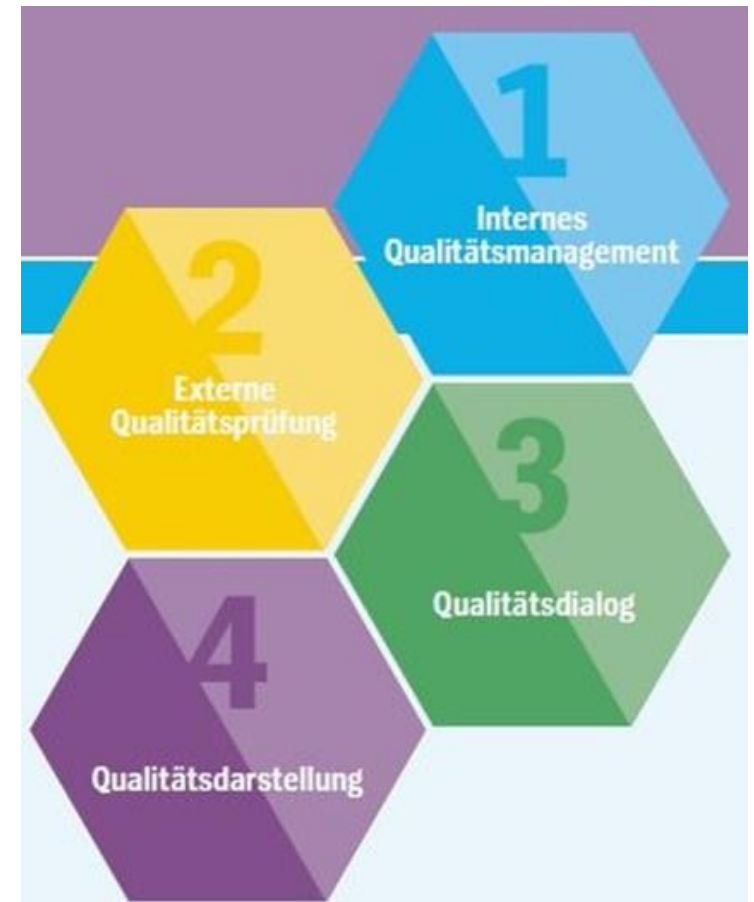 1
Internes
Qualitätsmanagement
2
Externe
Qualitätsprüfung
3
Qualitätsdialog
4
Qualitätsdarstellung